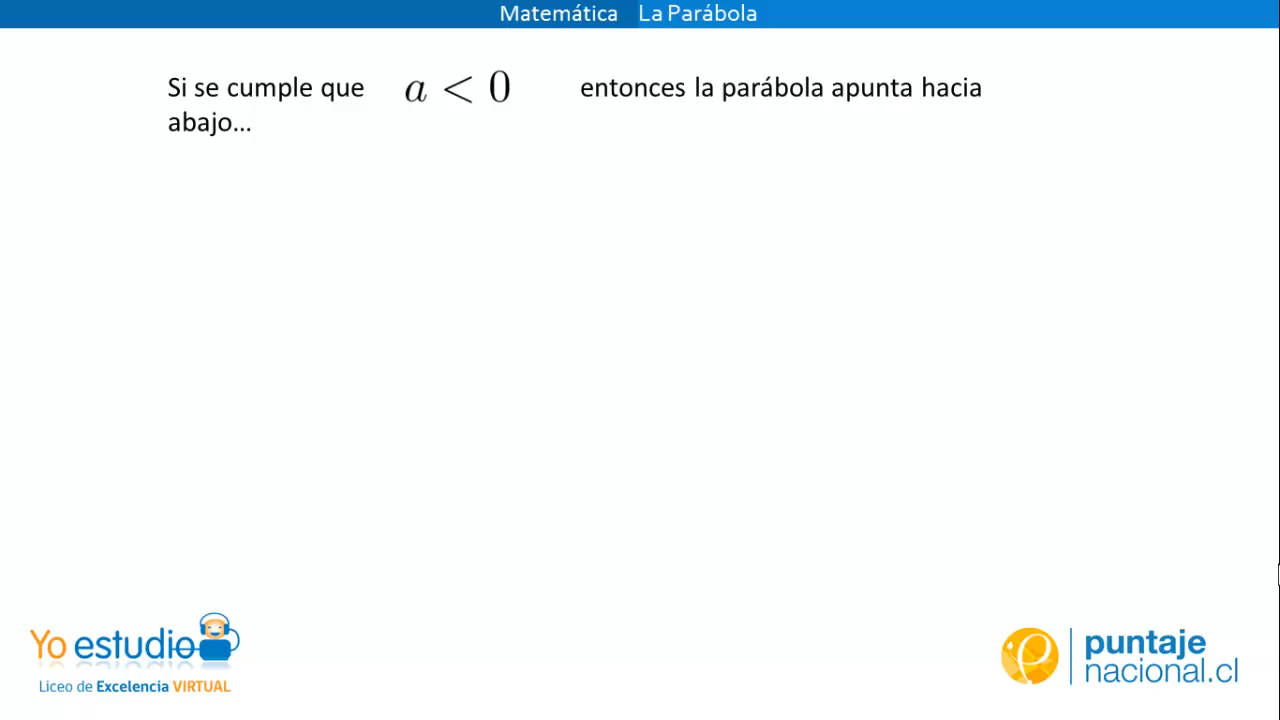 Matemática La Parábola
Si se cumple que a < 0 entonces la parábola apunta hacia
abajo...
Yo estudio
Liceo de Excelencia VIRTUAL
puntaje
nacional.cl